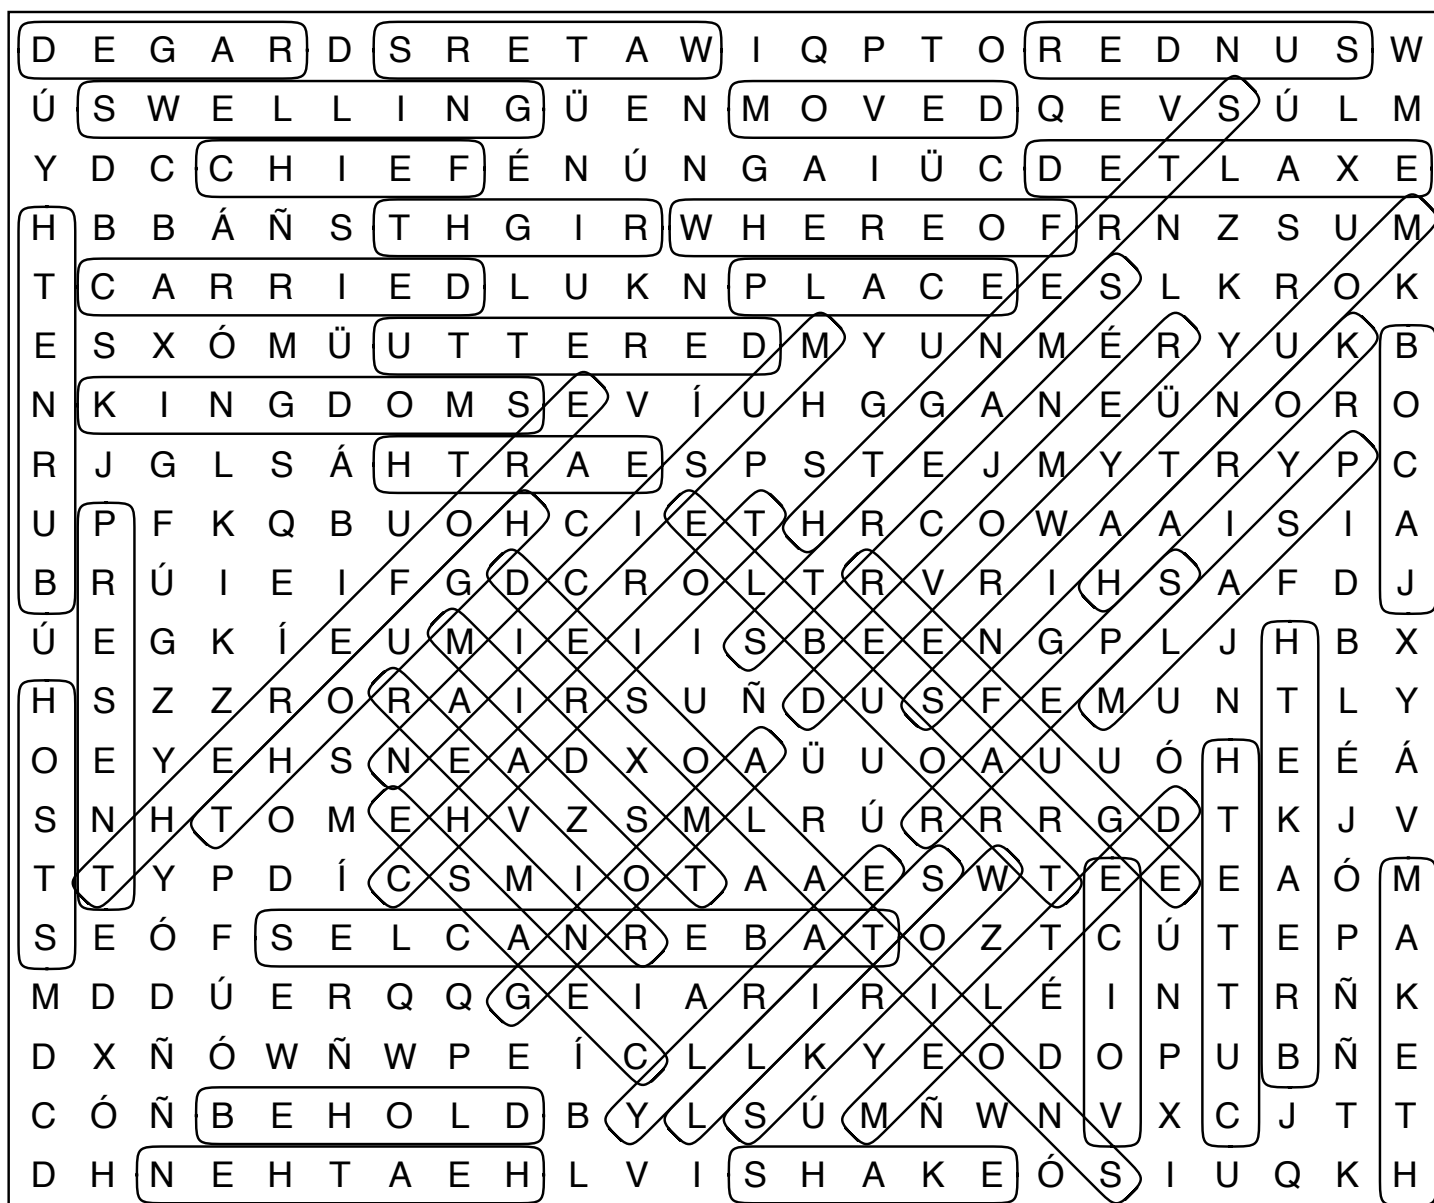 D E G A R D S R E T A W I Q P T O R E D N U S W
Ú S W E L L I N G Ü E N M O V E D Q E V S Ú L M
Y D C C H I E F É N Ú N G A I Ü C D E T L A X E
H B B Á Ñ S T H G I R W H E R E O F R N Z S U M
T C A R R I E D L U K N P L A C E E S L K R O K
E S X Ó M Ü U T T E R E D M Y U N M É R Y U K B
N K I N G D O M S E V Í U H G G A N E Ü N O R O
R J G L S Á H T R A E S P S T E J M Y T R Y P C
U P F K Q B U O H C I E T H R C O W A A I S I A
B R Ú I E I F G D C R O L T R V R I H S A F D J
Ú E G K Í E U M I E I I S B E E N G P L J H B X
H S Z Z R O R A I R S U Ñ D U S F E M U N T L Y
O E Y E H S N E A D X O A Ü U O A U U Ó H E É Á
S N H T O M E H V Z S M L R Ú R R R G D T K J V
T T Y P D Í C S M I O T A A E S W T E E E A Ó M
S E Ó F S E L C A N R E B A T O Z T C Ú T E P A
M D D Ú E R Q Q G E I A R I R I L É I N T R Ñ K
D X Ñ Ó W Ñ W P E Í C L L K Y E O D O P U B Ñ E
C Ó Ñ B E H O L D B Y L S Ú M Ñ W N V X C J T T
D H N E H T A E H L V I S H A K E Ó S I U Q K H